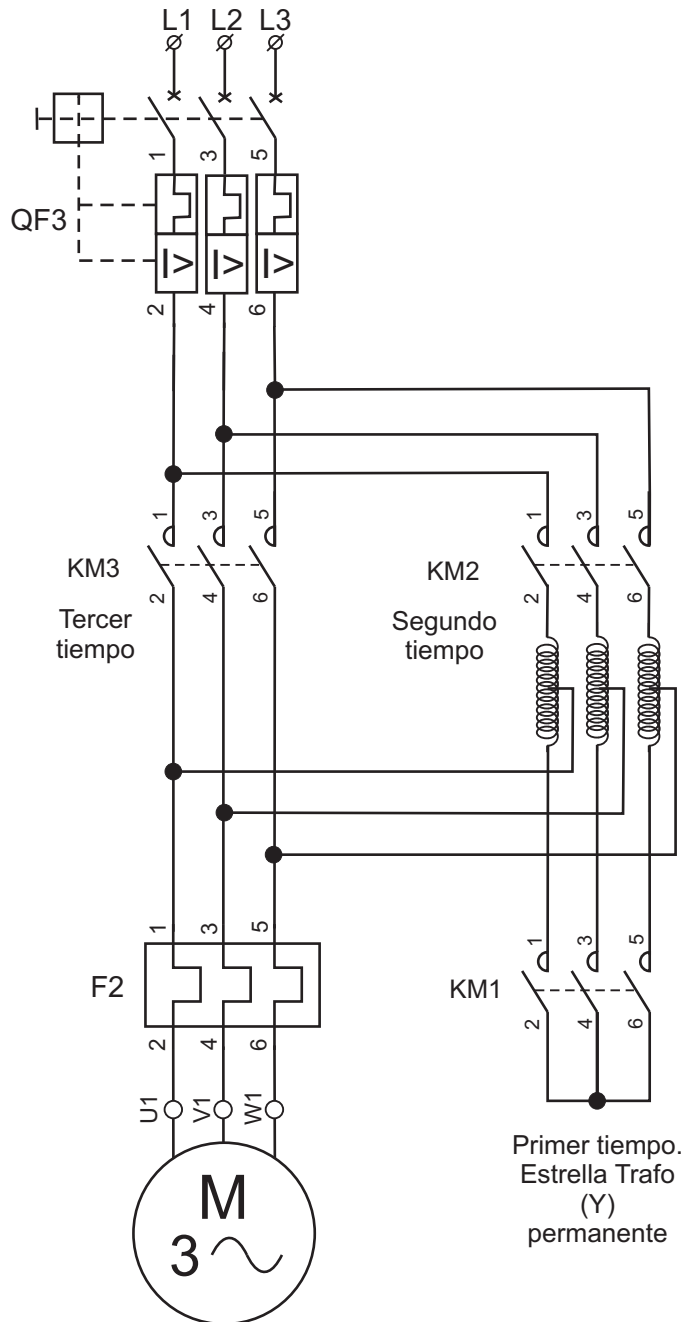 L1 L2 L3
1 3 5
QF3
I> I> I>
2 4 6
1 3 5
KM3
2 4 6
Tercer
tiempo
1 3 5
KM2
2 4 6
Segundo
tiempo
1 3 5
F2
2 4 6
U1 V1 W1
M
3
1 3 5
KM1
2 4 6
Primer tiempo.
Estrella Trafo
(Y)
permanente